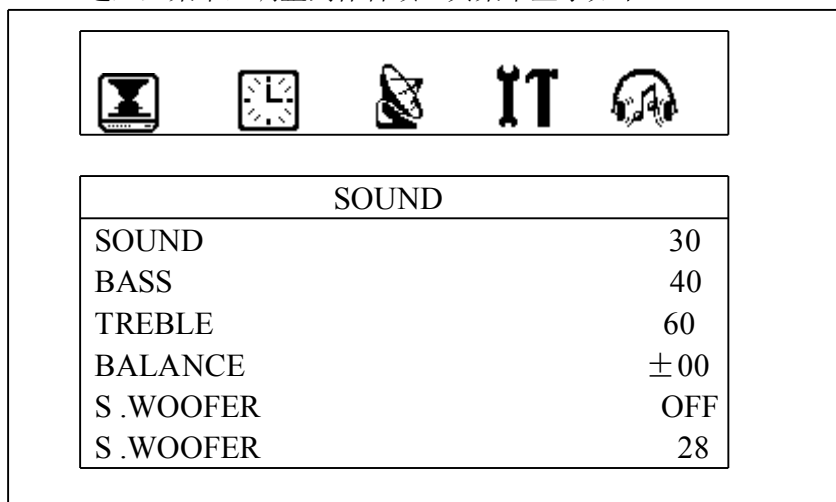 SOUND
SOUND 30
BASS 40
TREBLE 60
BALANCE ±00
S .WOOFER OFF
S .WOOFER 28